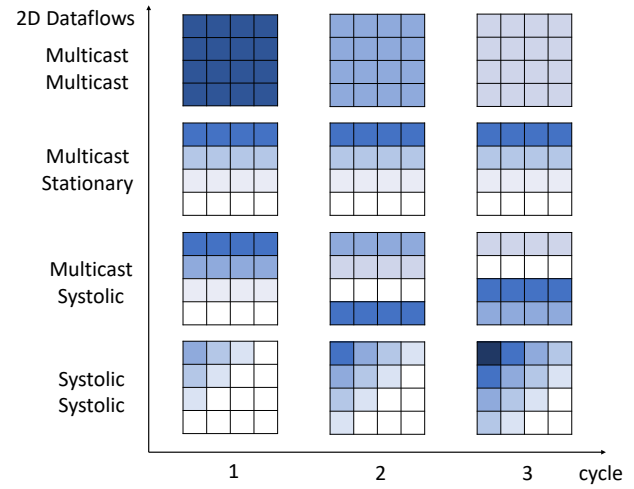 2D Dataflows
Multicast
Multicast
Multicast
Stationary
Multicast
Systolic
Systolic
Systolic
1 2 3 cycle